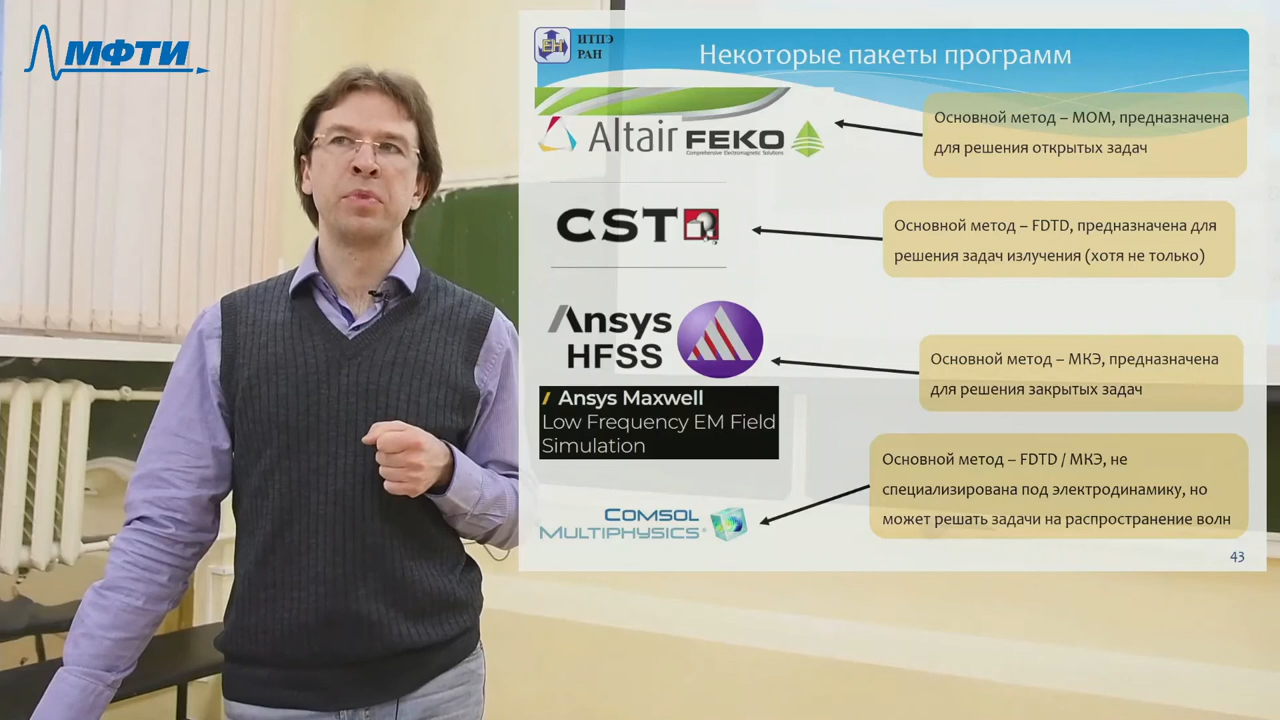 МФТИ
ЕН
ИТПЭ
РАН
Некоторые пакеты программ
Altair FEKO
Comprehensive Electromagnetic Solutions
Основной метод – МОМ, предназначена
для решения открытых задач
CST
Основной метод – FDTD, предназначена для
решения задач излучения (хотя не только)
Ansys
HFSS
Основной метод – МКЭ, предназначена
для решения закрытых задач
Ansys Maxwell
Low Frequency EM Field
Simulation
Основной метод – FDTD / МКЭ, не
специализирована под электродинамику, но
может решать задачи на распространение волн
COMSOL
MULTIPHYSICS®
43